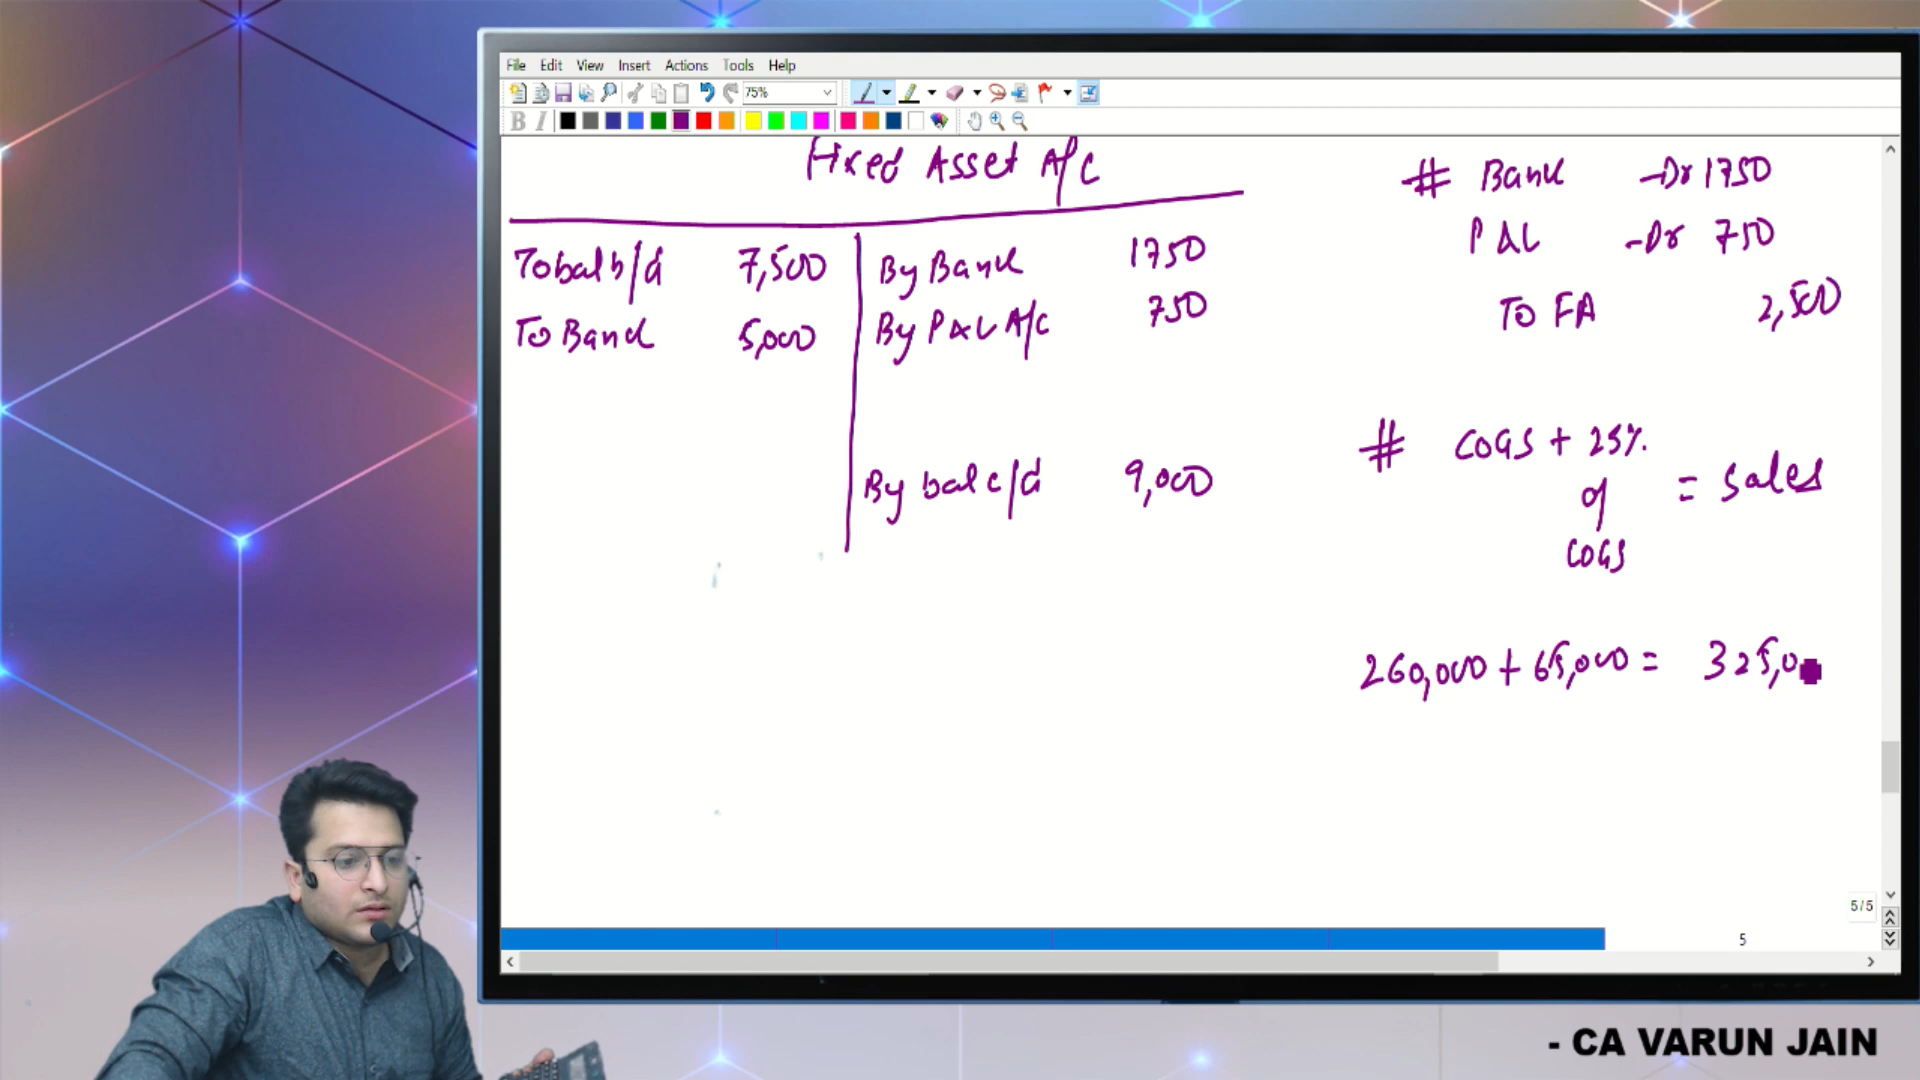 File Edit View Insert Actions Tools Help
75%
B I
Fixed Asset A/C
To bal b/d 7,500 By Bank 1750
To Bank 5,000 By P&L A/c 750
By bal c/d 9,000
# Bank -Dr 1750
P&L -Dr 750
To FA 2,500
# COGS + 25%
of = Sales
COGS
260,000 + 65,000 = 325,0
5/5
5
- CA VARUN JAIN